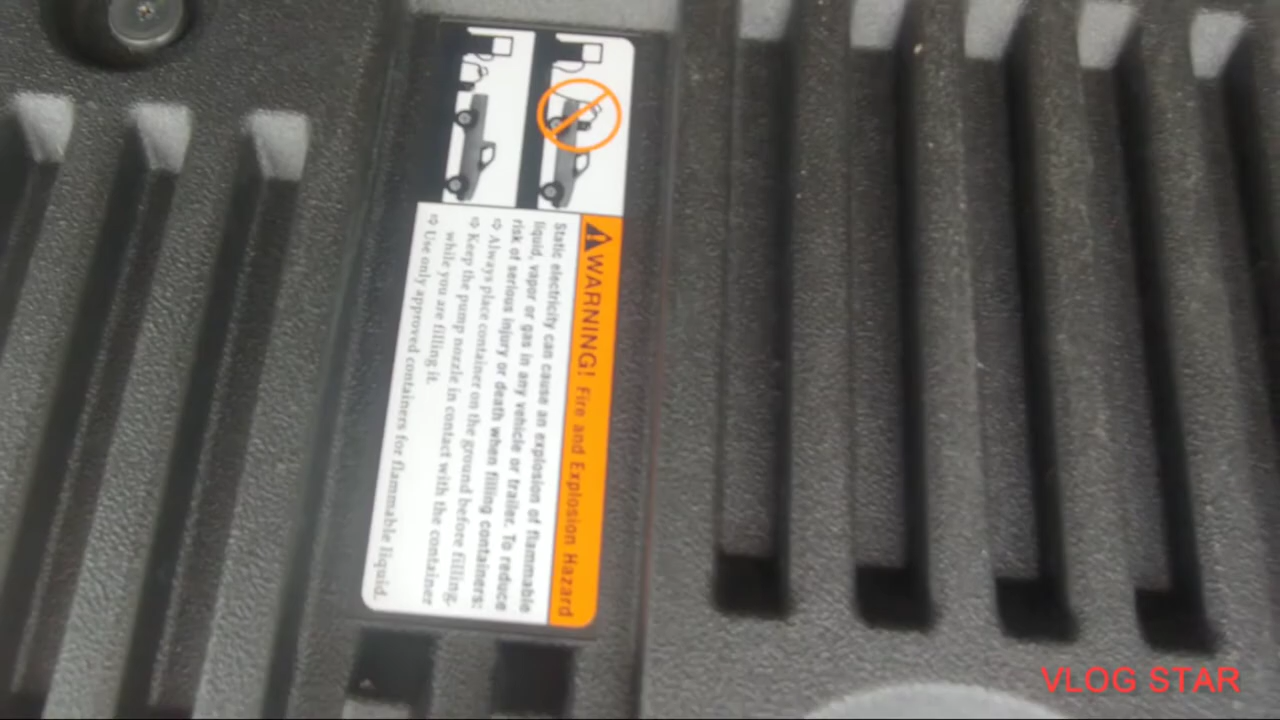 WARNING! Fire and Explosion Hazard
Static electricity can cause an explosion of flammable
liquid, vapor or gas in any vehicle or trailer. To reduce
risk of serious injury or death when filling containers:
➩ Always place container on the ground before filling.
➩ Keep the pump nozzle in contact with the container
while you are filling it.
➩ Use only approved containers for flammable liquid.
VLOG STAR